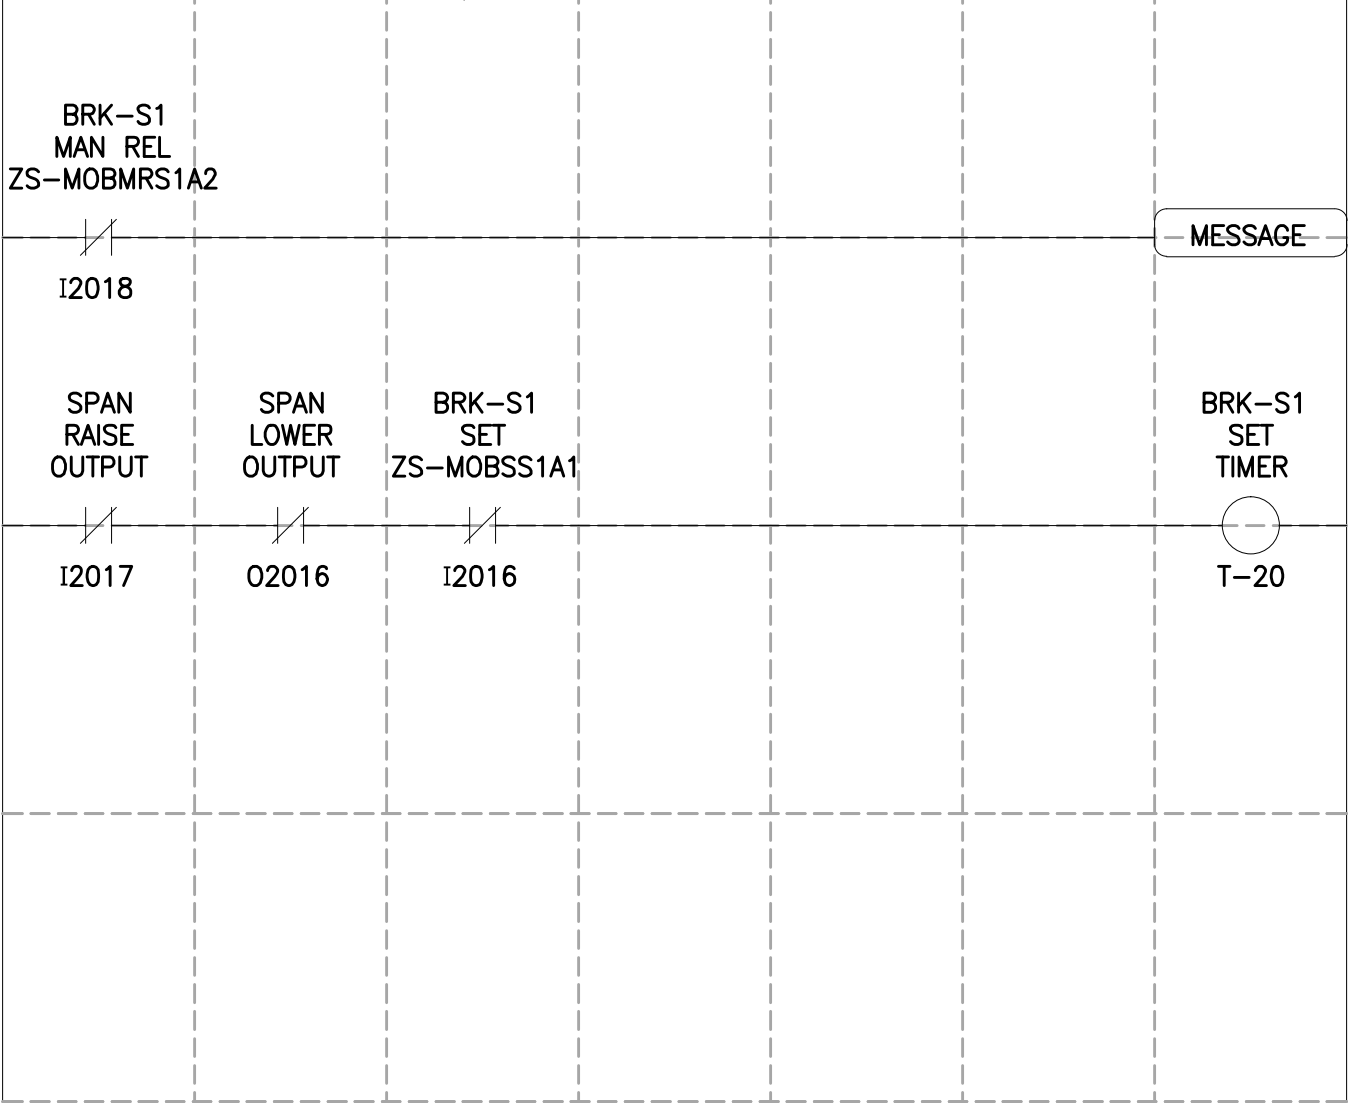 BRK-S1
MAN REL
ZS-MOBMRS1A2
MESSAGE
I2018
SPAN
RAISE
OUTPUT
SPAN
LOWER
OUTPUT
BRK-S1
SET
ZS-MOBSS1A1
BRK-S1
SET
TIMER
I2017
O2016
I2016
T-20